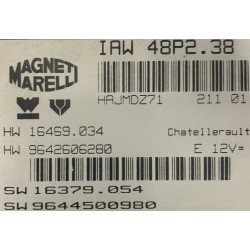 IAW 48P2.38
MAGNETI
MARELLI
HAJMDZ71 211 01
HW 16469.034 Chatellerault
HW 9642606280 E 12V=
SW 16379.054
SW 9644500980